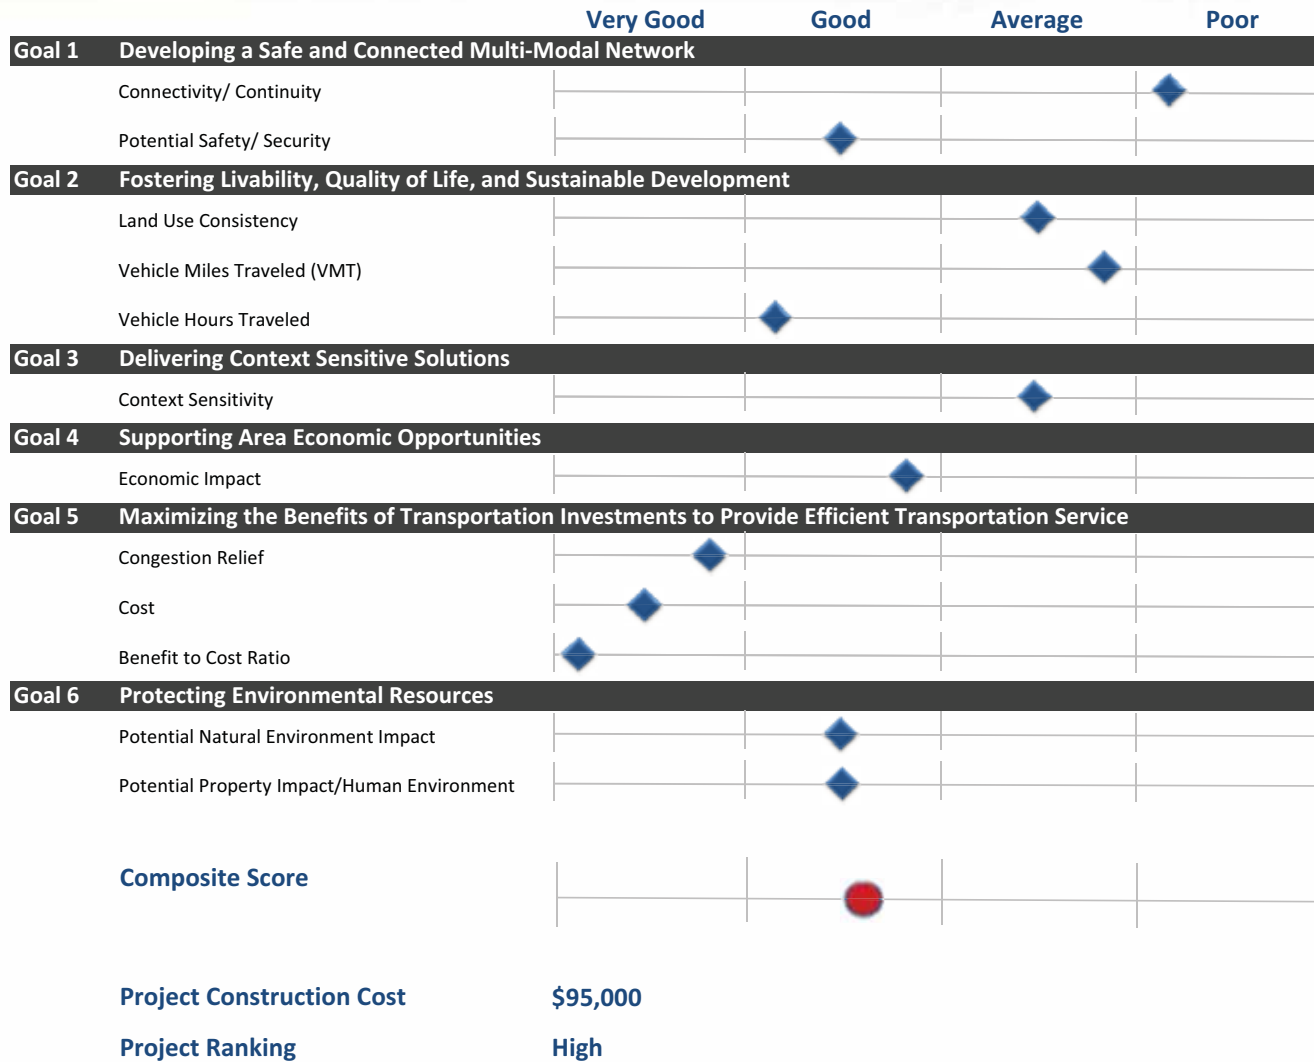 Very Good Good Average Poor
Goal 1 Developing a Safe and Connected Multi-Modal Network
Connectivity/ Continuity
Potential Safety/ Security
Goal 2 Fostering Livability, Quality of Life, and Sustainable Development
Land Use Consistency
Vehicle Miles Traveled (VMT)
Vehicle Hours Traveled
Goal 3 Delivering Context Sensitive Solutions
Context Sensitivity
Goal 4 Supporting Area Economic Opportunities
Economic Impact
Goal 5 Maximizing the Benefits of Transportation Investments to Provide Efficient Transportation Service
Congestion Relief
Cost
Benefit to Cost Ratio
Goal 6 Protecting Environmental Resources
Potential Natural Environment Impact
Potential Property Impact/Human Environment
Composite Score
Project Construction Cost $95,000
Project Ranking High